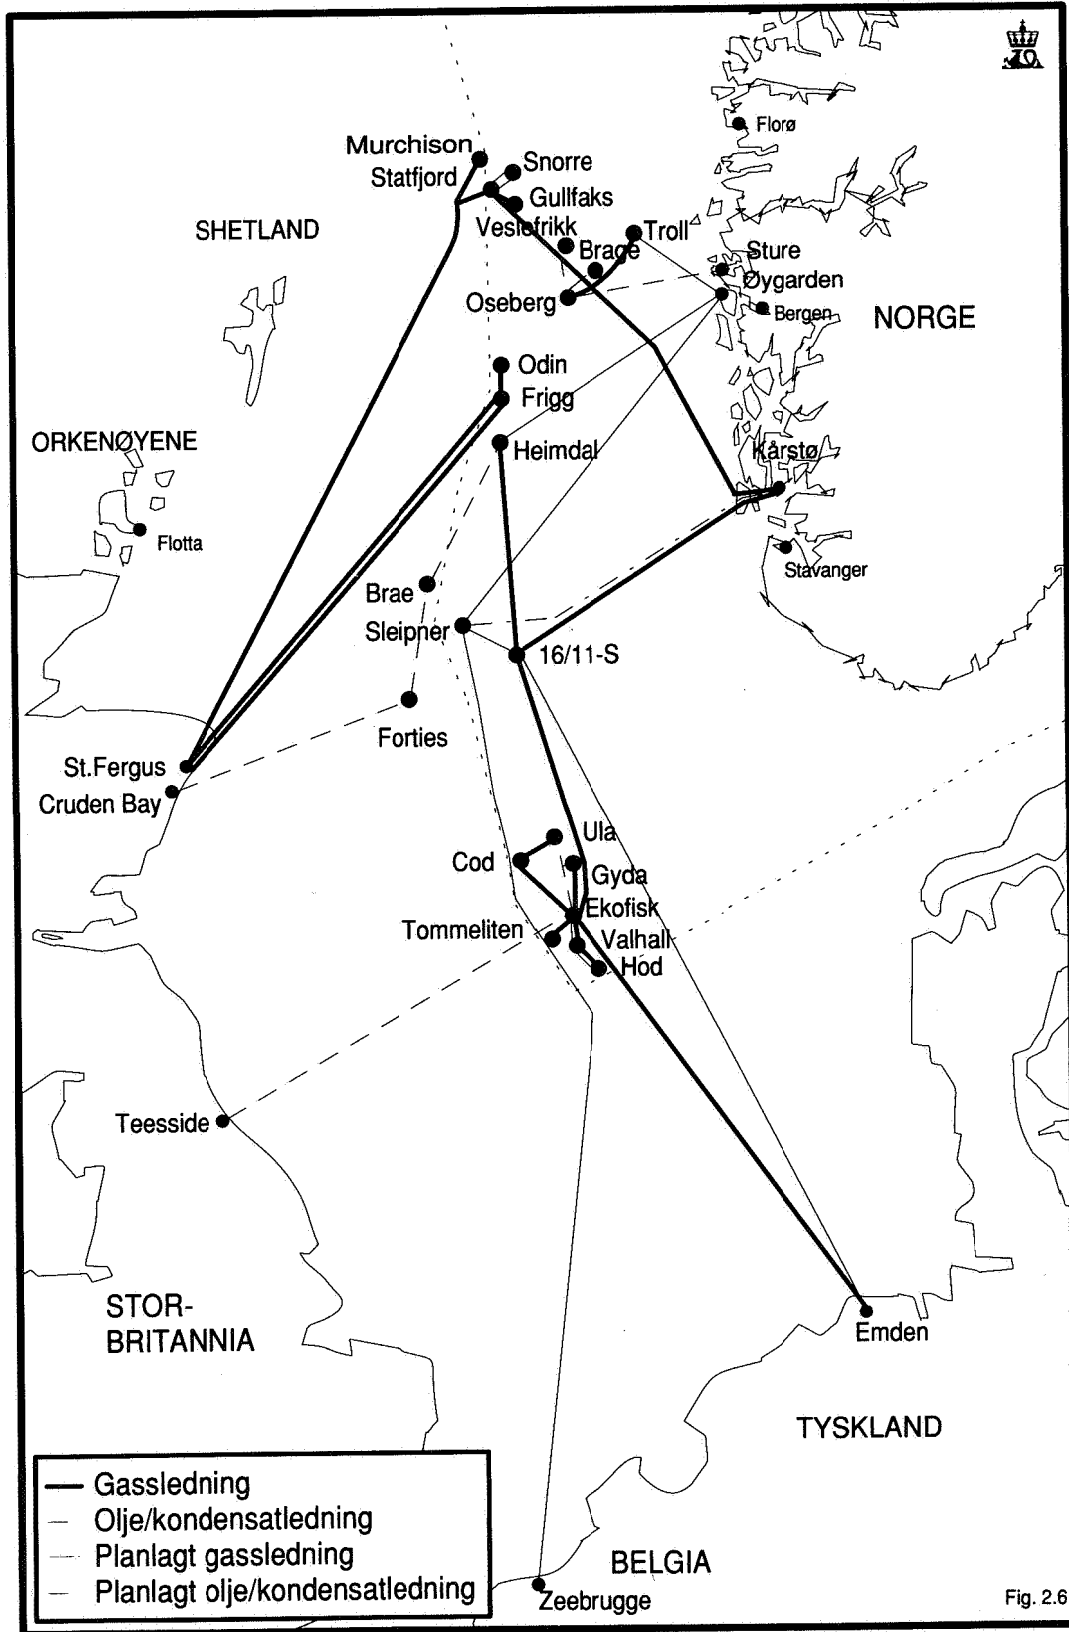 Florø
Murchison
Snorre
Statfjord
Gullfaks
SHETLAND
Veslefrikk
Troll
Brage
Sture
Øygarden
Oseberg
Bergen
NORGE
Odin
Frigg
ORKENØYENE
Heimdal
Kårstø
Flotta
Stavanger
Brae
Sleipner
16/11-S
Forties
St.Fergus
Cruden Bay
Ula
Cod
Gyda
Ekofisk
Tommeliten
Valhall
Hod
Teesside
STOR-
BRITANNIA
Emden
TYSKLAND
Gassledning
Olje/kondensatledning
Planlagt gassledning
Planlagt olje/kondensatledning
BELGIA
Zeebrugge
Fig. 2.6